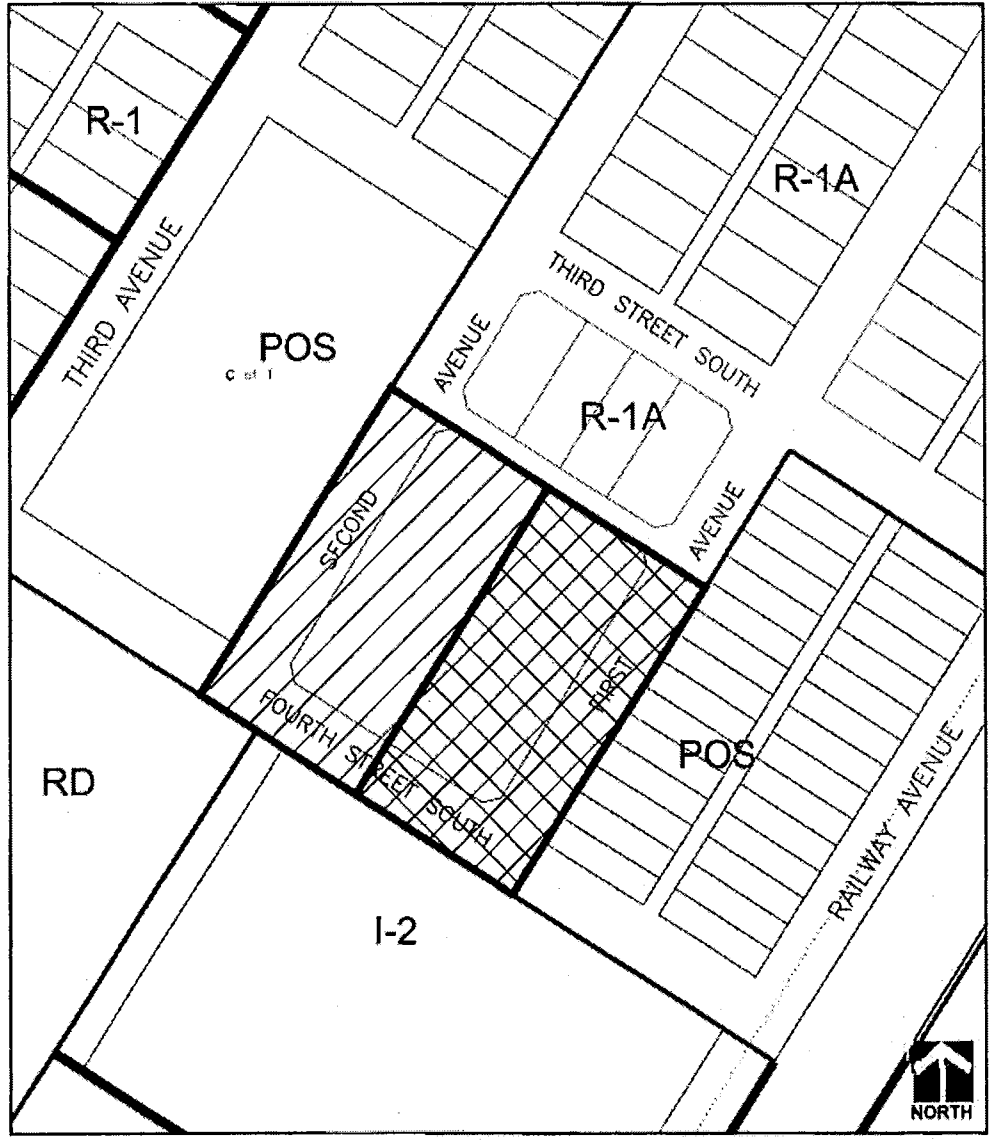 R-1
R-1A
THIRD AVENUE
THIRD STREET SOUTH
POS
C of T
AVENUE
R-1A
SECOND
AVENUE
FIRST
FOURTH STREET SOUTH
POS
RD
RAILWAY AVENUE
I-2
NORTH